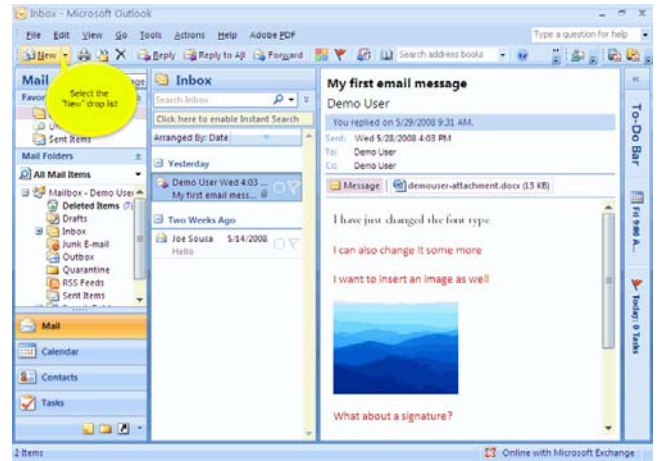 Inbox - Microsoft Outlook
File Edit View Go Tools Actions Help Adobe PDF
Type a question for help
New Reply Reply to All Forward Search address books
Select the
"New" drop list
Mail
Favor
Sent Items
Mail Folders
All Mail Items
Mailbox - Demo User
Deleted Items (7)
Drafts
Inbox
Junk E-mail
Outbox
Quarantine
RSS Feeds
Sent Items
Mail
Calendar
Contacts
Tasks
2 Items
Inbox
Search Inbox
Click here to enable Instant Search
Arranged By: Date
Yesterday
Demo User Wed 4:03 ...
My first email mess...
Two Weeks Ago
Joe Sousa 5/14/2008
Hello
My first email message
Demo User
You replied on 5/29/2008 9:31 AM.
Sent: Wed 5/28/2008 4:03 PM
To: Demo User
Cc: Demo User
Message demouser-attachment.docx (13 KB)
I have just changed the font type
I can also change it some more
I want to insert an image as well
What about a signature?
To-Do Bar
Fri 9:00 A...
Today: 0 Tasks
Online with Microsoft Exchange